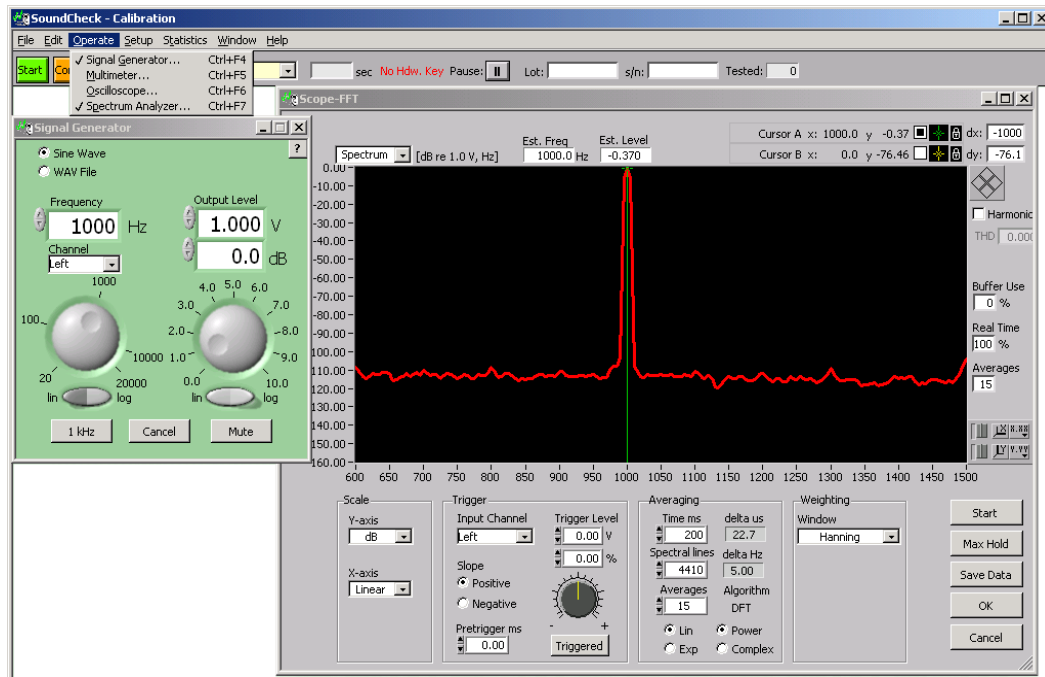 SoundCheck - Calibration
File Edit Operate Setup Statistics Window Help
Start
sec No Hdw. Key Pause: Lot: s/n: Tested: 0
Signal Generator... Ctrl+F4
Multimeter... Ctrl+F5
Oscilloscope... Ctrl+F6
Spectrum Analyzer... Ctrl+F7
Signal Generator
?
Sine Wave
WAV File
Frequency
1000 Hz
Channel
Left
Output Level
1.000 V
0.0 dB
20 100 1000 10000 20000
lin log
0.0 1.0 2.0 3.0 4.0 5.0 6.0 7.0 8.0 9.0 10.0
lin log
1 kHz Cancel Mute
Scope-FFT
Spectrum [dB re 1.0 V, Hz]
Est. Freq
1000.0 Hz
Est. Level
-0.370
Cursor A x: 1000.0 y -0.37 dx: -1000
Cursor B x: 0.0 y -76.46 dy: -76.1
0.00
-10.00
-20.00
-30.00
-40.00
-50.00
-60.00
-70.00
-80.00
-90.00
100.00
110.00
120.00
130.00
140.00
150.00
160.00
600 650 700 750 800 850 900 950 1000 1050 1100 1150 1200 1250 1300 1350 1400 1450 1500
Harmonic
THD 0.000
Buffer Use
0 %
Real Time
100 %
Averages
15
X X.XX
Y Y.YY
Scale
Y-axis
dB
X-axis
Linear
Trigger
Input Channel
Left
Slope
Positive
Negative
Pretrigger ms
0.00
Trigger Level
0.00 V
0.00 %
- +
Triggered
Averaging
Time ms
200
delta us
22.7
Spectral lines
4410
delta Hz
5.00
Averages
15
Algorithm
DFT
Lin Power
Exp Complex
Weighting
Window
Hanning
Start
Max Hold
Save Data
OK
Cancel